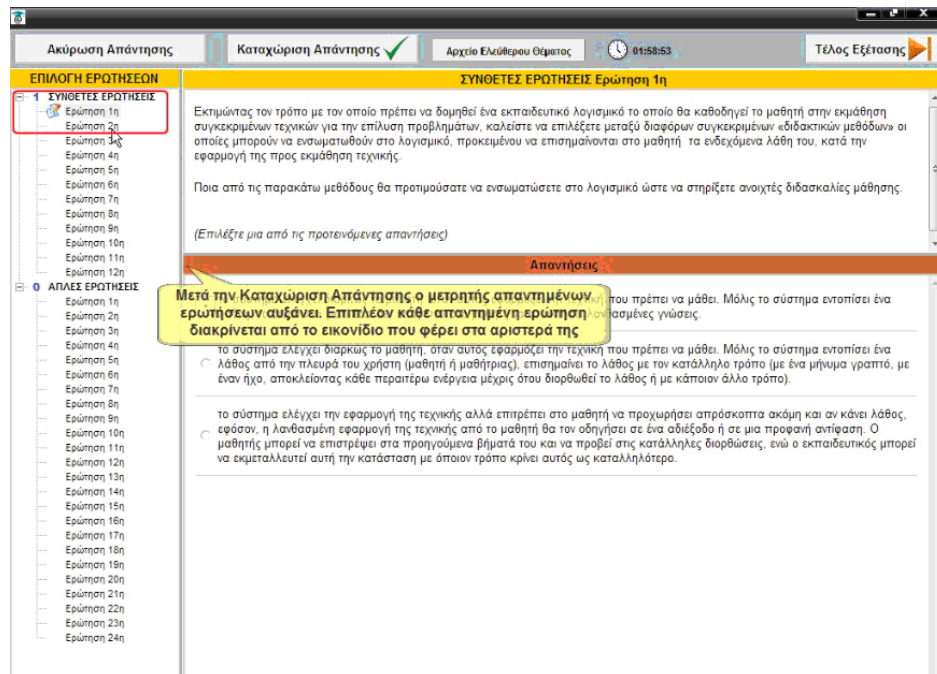 Ακύρωση Απάντησης
Καταχώριση Απάντησης
Αρχείο Ελεύθερου Θέματος
01:58:53
Τέλος Εξέτασης
ΕΠΙΛΟΓΗ ΕΡΩΤΗΣΕΩΝ
1 ΣΥΝΘΕΤΕΣ ΕΡΩΤΗΣΕΙΣ
Ερώτηση 1η
Ερώτηση 2η
Ερώτηση 3η
Ερώτηση 4η
Ερώτηση 5η
Ερώτηση 6η
Ερώτηση 7η
Ερώτηση 8η
Ερώτηση 9η
Ερώτηση 10η
Ερώτηση 11η
Ερώτηση 12η
0 ΑΠΛΕΣ ΕΡΩΤΗΣΕΙΣ
Ερώτηση 1η
Ερώτηση 2η
Ερώτηση 3η
Ερώτηση 4η
Ερώτηση 5η
Ερώτηση 6η
Ερώτηση 7η
Ερώτηση 8η
Ερώτηση 9η
Ερώτηση 10η
Ερώτηση 11η
Ερώτηση 12η
Ερώτηση 13η
Ερώτηση 14η
Ερώτηση 15η
Ερώτηση 16η
Ερώτηση 17η
Ερώτηση 18η
Ερώτηση 19η
Ερώτηση 20η
Ερώτηση 21η
Ερώτηση 22η
Ερώτηση 23η
Ερώτηση 24η
ΣΥΝΘΕΤΕΣ ΕΡΩΤΗΣΕΙΣ Ερώτηση 1η
Εκτιμώντας τον τρόπο με τον οποίο πρέπει να δομηθεί ένα εκπαιδευτικό λογισμικό το οποίο θα καθοδηγεί το μαθητή στην εκμάθηση
συγκεκριμένων τεχνικών για την επίλυση προβλημάτων, καλείστε να επιλέξετε μεταξύ διαφόρων συγκεκριμένων «διδακτικών μεθόδων» οι
οποίες μπορούν να ενσωματωθούν στο λογισμικό, προκειμένου να επισημαίνονται στο μαθητή τα ενδεχόμενα λάθη του, κατά την
εφαρμογή της προς εκμάθηση τεχνικής.
Ποια από τις παρακάτω μεθόδους θα προτιμούσατε να ενσωματώσετε στο λογισμικό ώστε να στηρίξετε ανοιχτές διδασκαλίες μάθησης.
(Επιλέξτε μια από τις προτεινόμενες απαντήσεις)
Απαντήσεις
Μετά την Καταχώριση Απάντησης ο μετρητής απαντημένων
ερωτήσεων αυξάνει. Επιπλέον κάθε απαντημένη ερώτηση
διακρίνεται από το εικονίδιο που φέρει στα αριστερά της
που πρέπει να μάθει. Μόλις το σύστημα εντοπίσει ένα
γνώσεις.
το σύστημα ελέγχει διαρκώς το μαθητή, όταν αυτός εφαρμόζει την τεχνική που πρέπει να μάθει. Μόλις το σύστημα εντοπίσει ένα
λάθος από την πλευρά του χρήστη (μαθητή ή μαθήτριας), επισημαίνει το λάθος με τον κατάλληλο τρόπο (με ένα μήνυμα γραπτό, με
έναν ήχο, αποκλείοντας κάθε περαιτέρω ενέργεια μέχρις ότου διορθωθεί το λάθος ή με κάποιον άλλο τρόπο).
το σύστημα ελέγχει την εφαρμογή της τεχνικής αλλά επιτρέπει στο μαθητή να προχωρήσει απρόσκοπτα ακόμη και αν κάνει λάθος,
εφόσον, η λανθασμένη εφαρμογή της τεχνικής από το μαθητή θα τον οδηγήσει σε ένα αδιέξοδο ή σε μια προφανή αντίφαση. Ο
μαθητής μπορεί να επιστρέψει στα προηγούμενα βήματά του και να προβεί στις κατάλληλες διορθώσεις, ενώ ο εκπαιδευτικός μπορεί
να εκμεταλλευτεί αυτή την κατάσταση με όποιον τρόπο κρίνει αυτός ως καταλληλότερο.